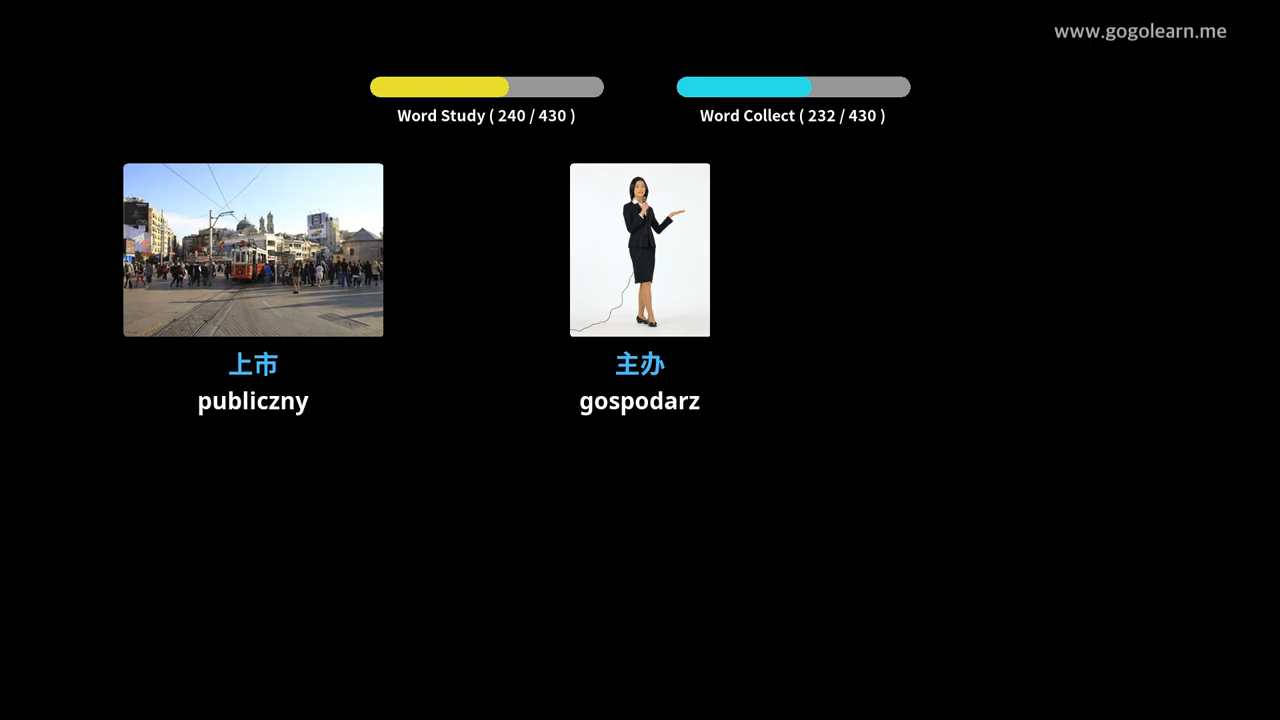 www.gogolearn.me
Word Study ( 240 / 430 )
Word Collect ( 232 / 430 )
上市
publiczny
主办
gospodarz